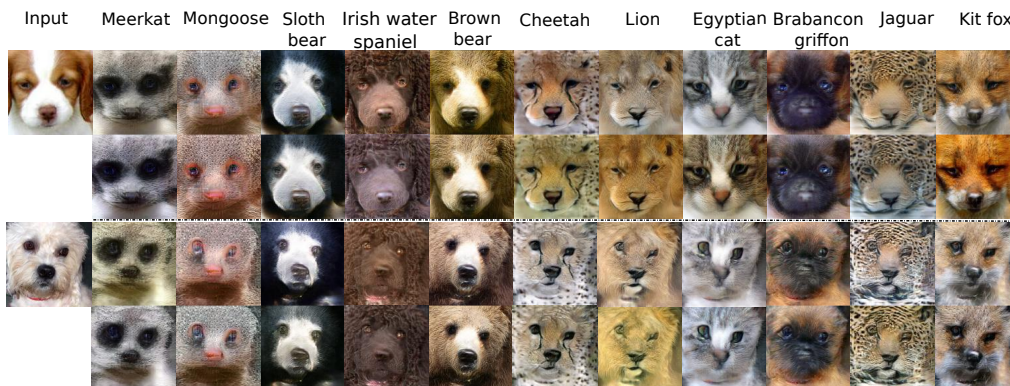 Input Meerkat Mongoose Sloth bear Irish water spaniel Brown bear Cheetah Lion Egyptian cat Brabancon griffon Jaguar Kit fox